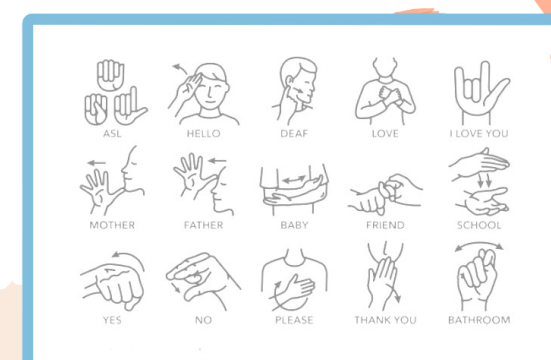 ASL
HELLO
DEAF
LOVE
I LOVE YOU
MOTHER
FATHER
BABY
FRIEND
SCHOOL
YES
NO
PLEASE
THANK YOU
BATHROOM